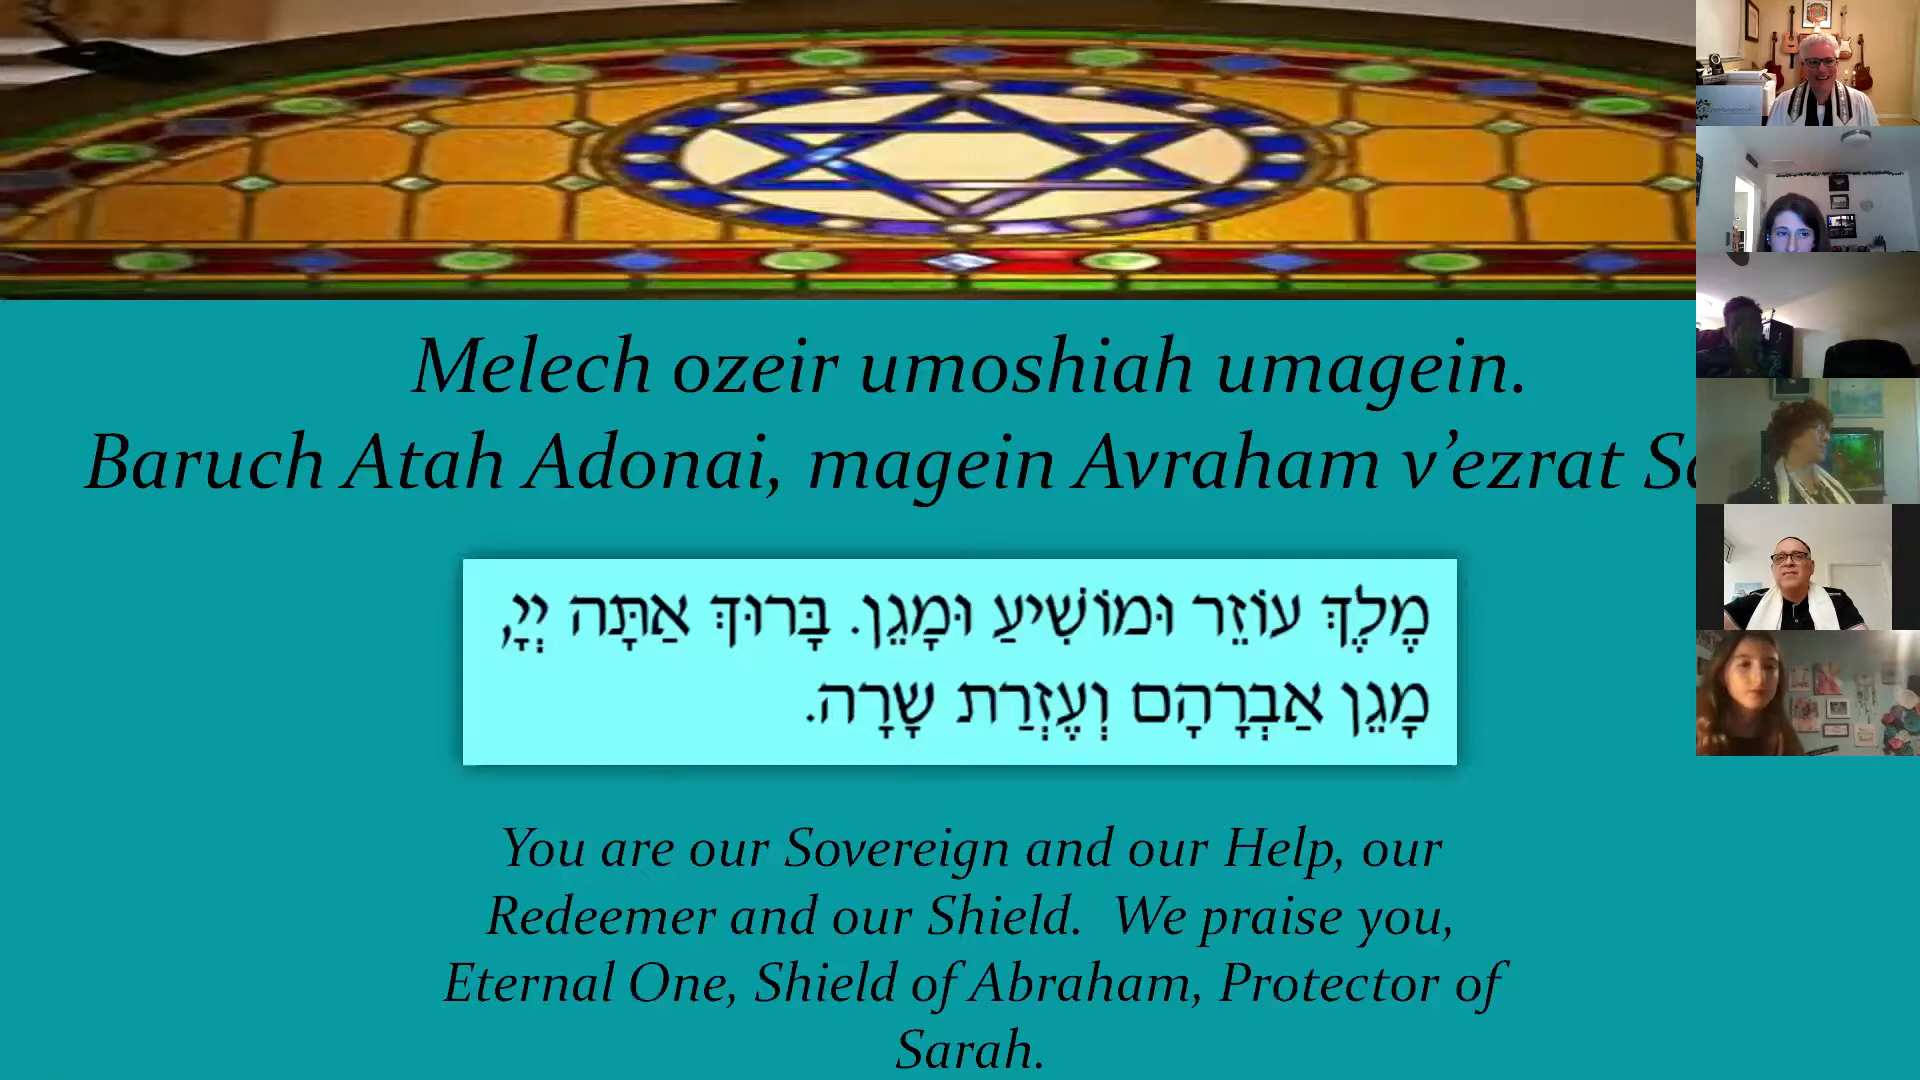 Melech ozeir umoshiah umagein.
Baruch Atah Adonai, magein Avraham v’ezrat
מֶלֶךְ עוֹזֵר וּמוֹשִׁיעַ וּמָגֵן. בָּרוּךְ אַתָּה יְיָ,
מָגֵן אַבְרָהָם וְעֶזְרַת שָׂרָה.
You are our Sovereign and our Help, our
Redeemer and our Shield. We praise you,
Eternal One, Shield of Abraham, Protector of
Sarah.